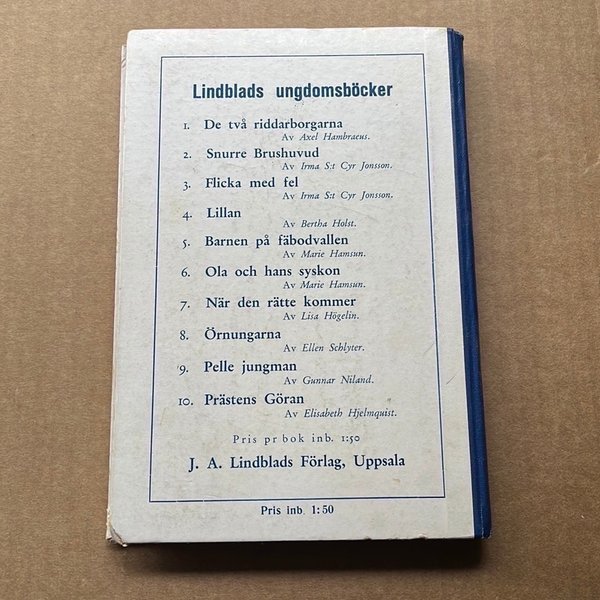 Lindblads ungdomsböcker
1. De två riddarborgarna
Av Axel Hambraeus.
2. Snurre Brushuvud
Av Irma S:t Cyr Jonsson.
3. Flicka med fel
Av Irma S:t Cyr Jonsson.
4. Lillan
Av Bertha Holst.
5. Barnen på fäbodvallen
Av Marie Hamsun.
6. Ola och hans syskon
Av Marie Hamsun.
7. När den rätte kommer
Av Lisa Högelin.
8. Örnungarna
Av Ellen Schlyter.
9. Pelle jungman
Av Gunnar Niland.
10. Prästens Göran
Av Elisabeth Hjelmquist.
Pris pr bok inb. 1:50
J. A. Lindblads Förlag, Uppsala
Pris inb. 1:50